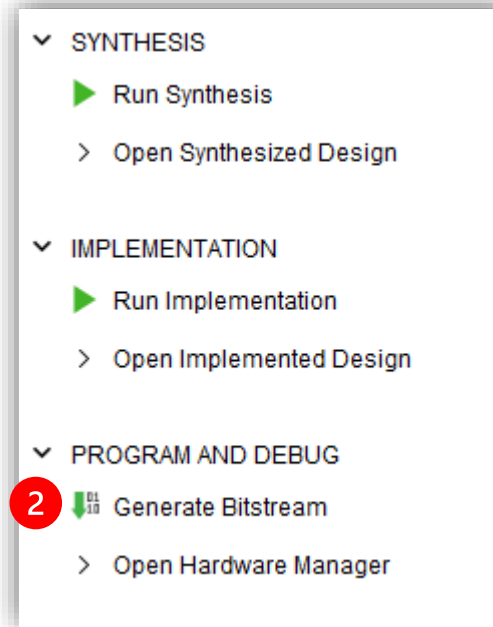 SYNTHESIS
Run Synthesis
Open Synthesized Design
IMPLEMENTATION
Run Implementation
Open Implemented Design
PROGRAM AND DEBUG
2 Generate Bitstream
Open Hardware Manager